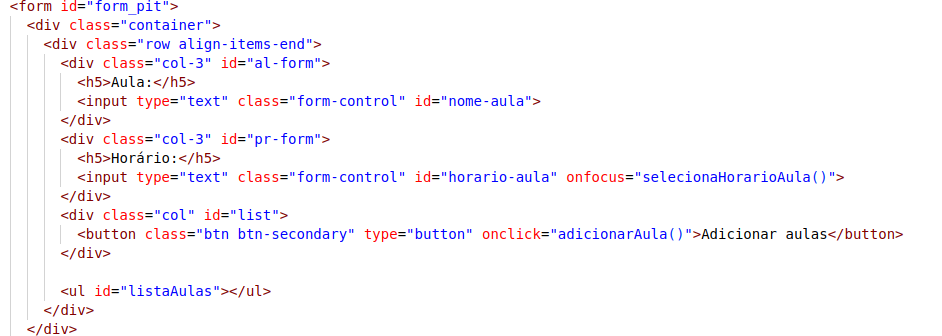 <form id="form_pit">
<div class="container">
<div class="row align-items-end">
<div class="col-3" id="al-form">
<h5>Aula:</h5>
<input type="text" class="form-control" id="nome-aula">
</div>
<div class="col-3" id="pr-form">
<h5>Horário:</h5>
<input type="text" class="form-control" id="horario-aula" onfocus="selecionaHorarioAula()">
</div>
<div class="col" id="list">
<button class="btn btn-secondary" type="button" onclick="adicionarAula()">Adicionar aulas</button>
</div>
<ul id="listaAulas"></ul>
</div>
</div>